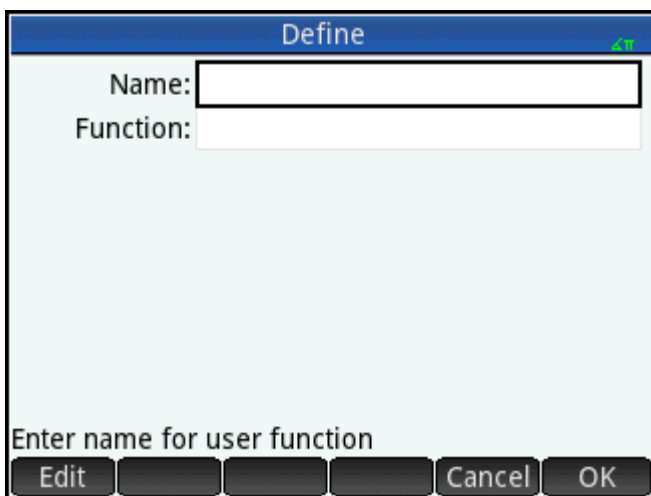 Define
∡π
Name:
Function:
Enter name for user function
Edit Cancel OK